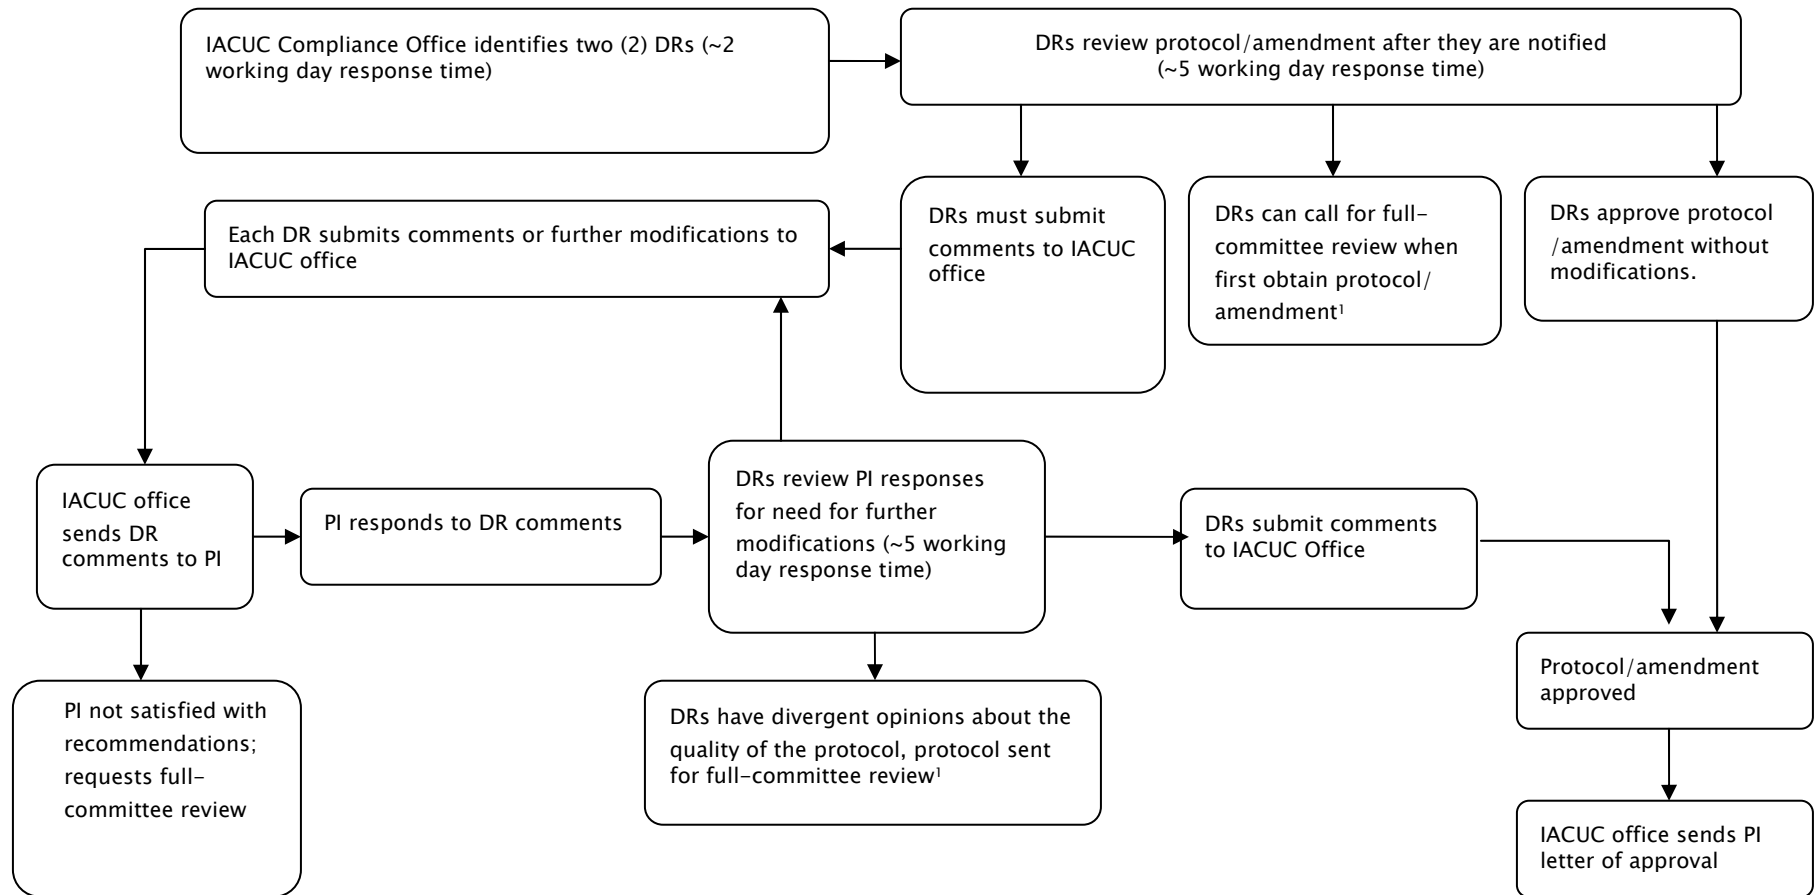 IACUC Compliance Office identifies two (2) DRs (~2
working day response time)
DRs review protocol/amendment after they are notified
(~5 working day response time)
Each DR submits comments or further modifications to
IACUC office
DRs must submit
comments to IACUC
office
DRs can call for full-
committee review when
first obtain protocol/
amendment¹
DRs approve protocol
/amendment without
modifications.
IACUC office
sends DR
comments to PI
PI responds to DR comments
DRs review PI responses
for need for further
modifications (~5 working
day response time)
DRs submit comments
to IACUC Office
PI not satisfied with
recommendations;
requests full-
committee review
DRs have divergent opinions about the
quality of the protocol, protocol sent
for full-committee review¹
Protocol/amendment
approved
IACUC office sends PI
letter of approval